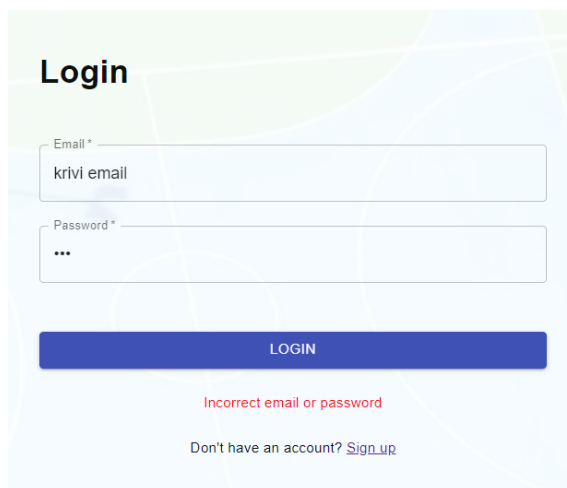 Login
Email *
krivi email
Password *
•••
LOGIN
Incorrect email or password
Don't have an account? Sign up